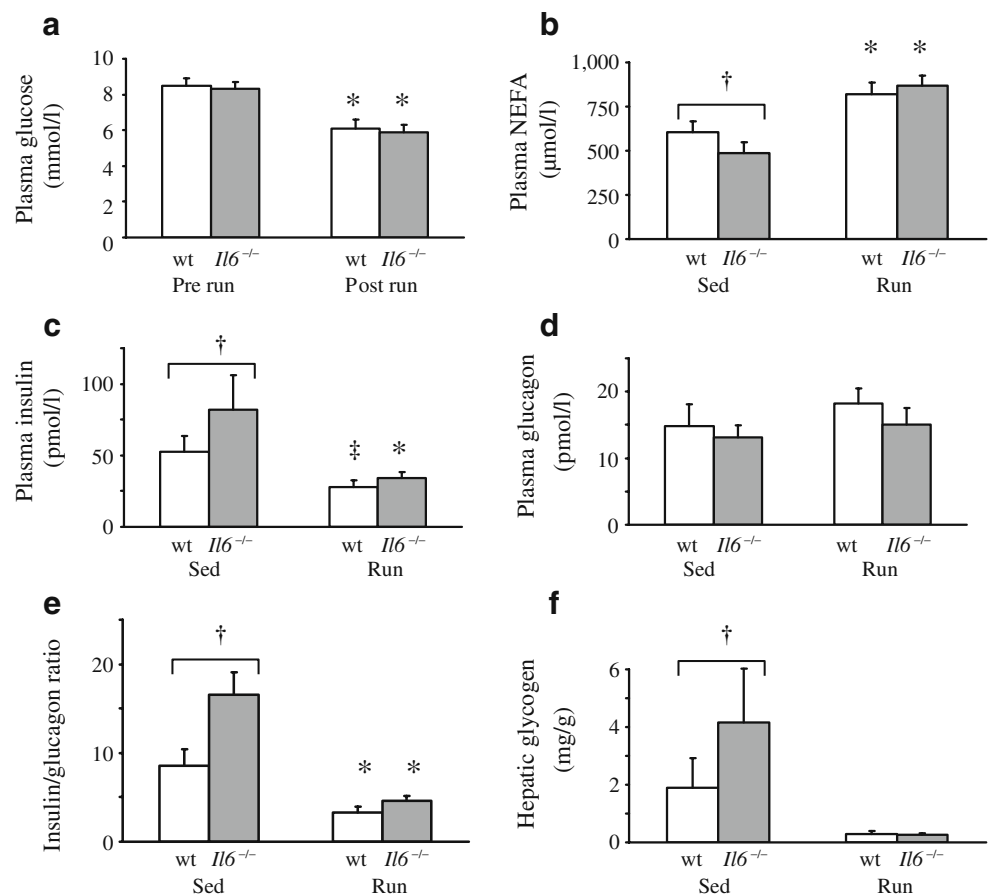 a
Plasma glucose
(mmol/l)
10
8
6
4
2
0
* *
wt Il6−/−
wt Il6−/−
Pre run
Post run
b
Plasma NEFA
(µmol/l)
1,000
750
500
250
0
†
* *
wt Il6−/−
wt Il6−/−
Sed
Run
c
Plasma insulin
(pmol/l)
100
50
0
†
‡ *
wt Il6−/−
wt Il6−/−
Sed
Run
d
Plasma glucagon
(pmol/l)
20
10
0
wt Il6−/−
wt Il6−/−
Sed
Run
e
Insulin/glucagon ratio
20
10
0
†
* *
wt Il6−/−
wt Il6−/−
Sed
Run
f
Hepatic glycogen
(mg/g)
6
4
2
0
†
wt Il6−/−
wt Il6−/−
Sed
Run